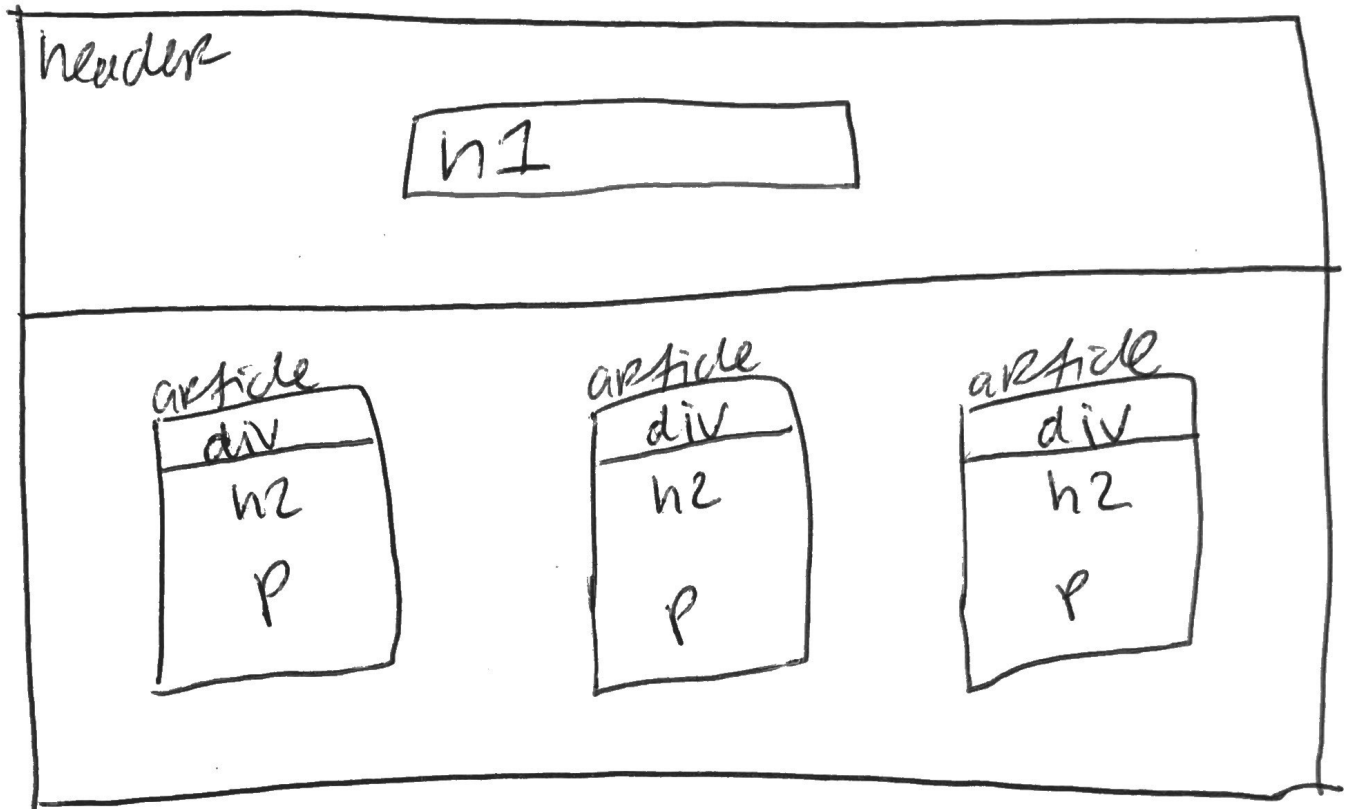 header
h1
article article article
div div div
h2 h2 h2
p p p